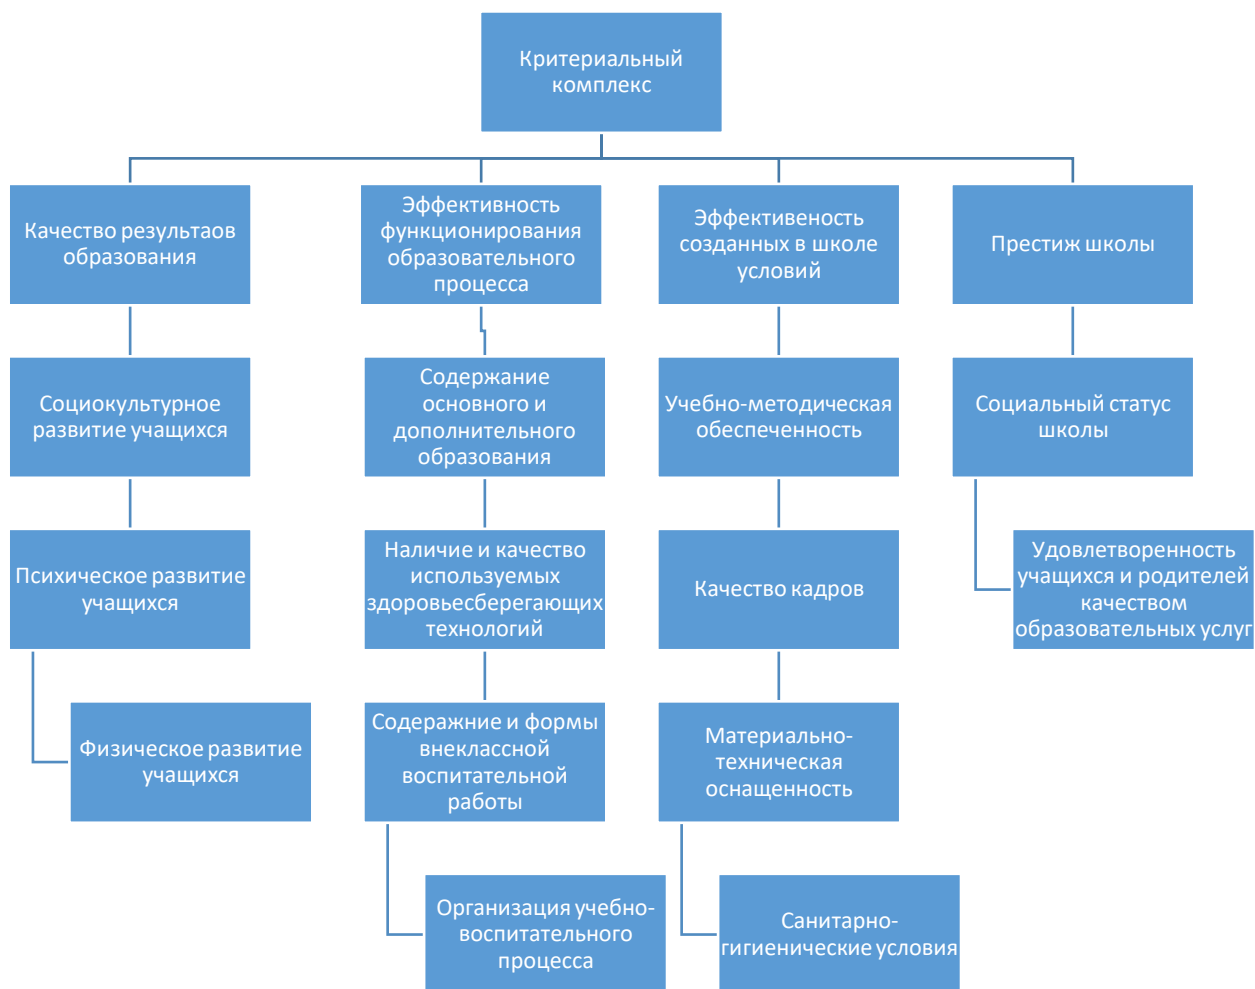 Критериальный
комплекс
Качество результаов
образования
Эффективность
функционирования
образовательного
процесса
Эффективеность
созданных в школе
условий
Престиж школы
Социокультурное
развитие учащихся
Содержание
основного и
дополнительного
образования
Учебно-методическая
обеспеченность
Социальный статус
школы
Психическое развитие
учащихся
Наличие и качество
используемых
здоровьесберегающих
технологий
Качество кадров
Удовлетворенность
учащихся и родителей
качеством
образовательных услуг
Физическое развитие
учащихся
Содеражние и формы
внеклассной
воспитательной
работы
Материально-
техническая
оснащенность
Организация учебно-
воспитательного
процесса
Санитарно-
гигиенические условия